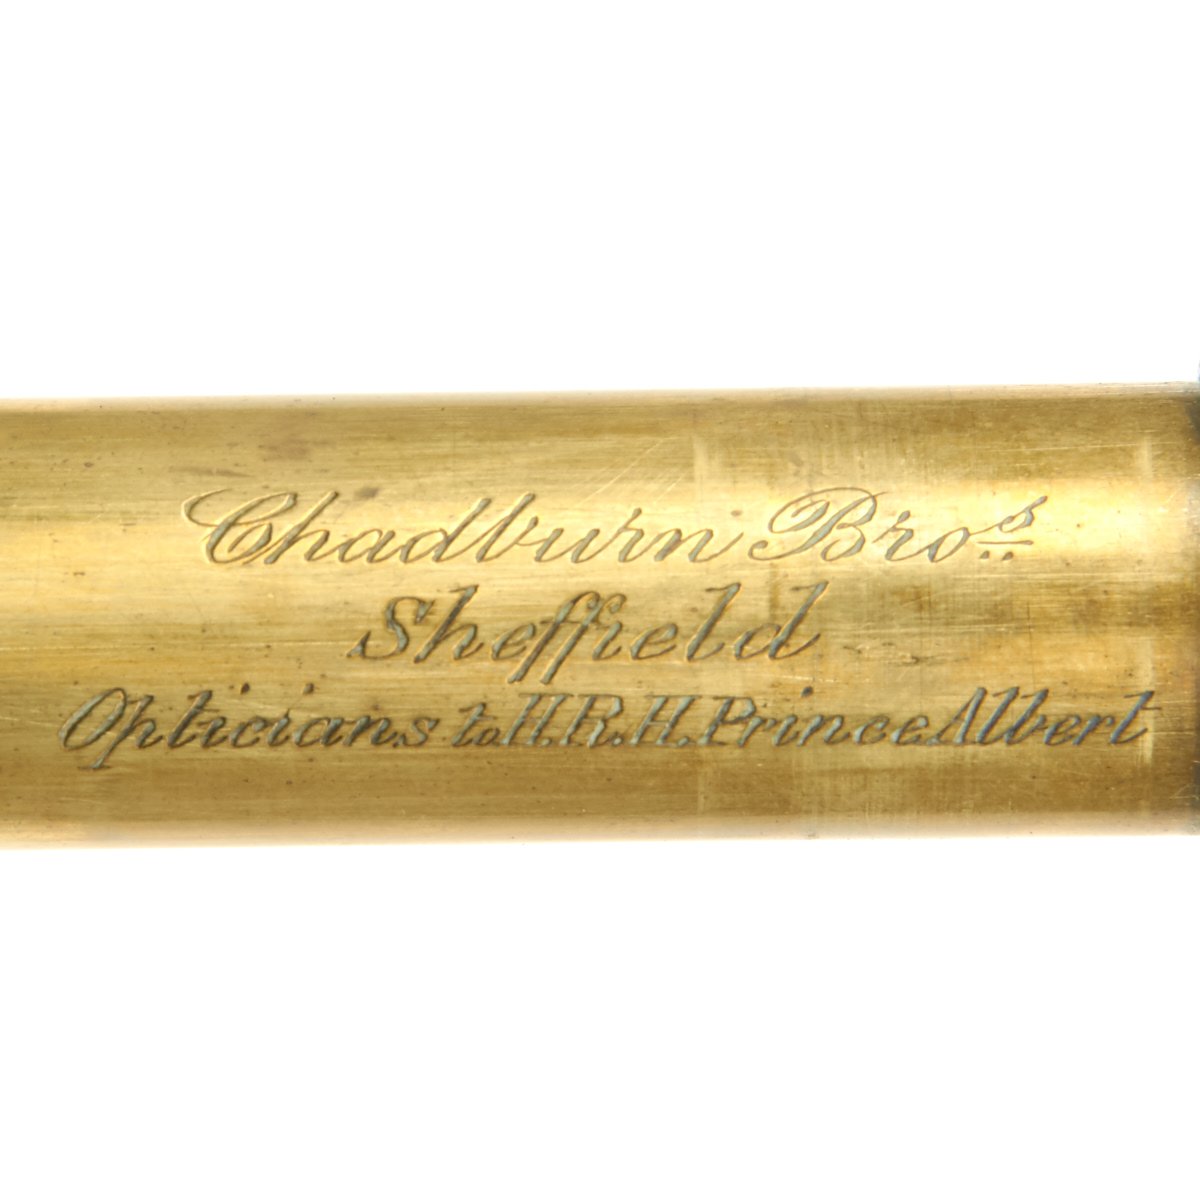 Chadburn Bros
Sheffield
Opticians to H.R.H. Prince Albert